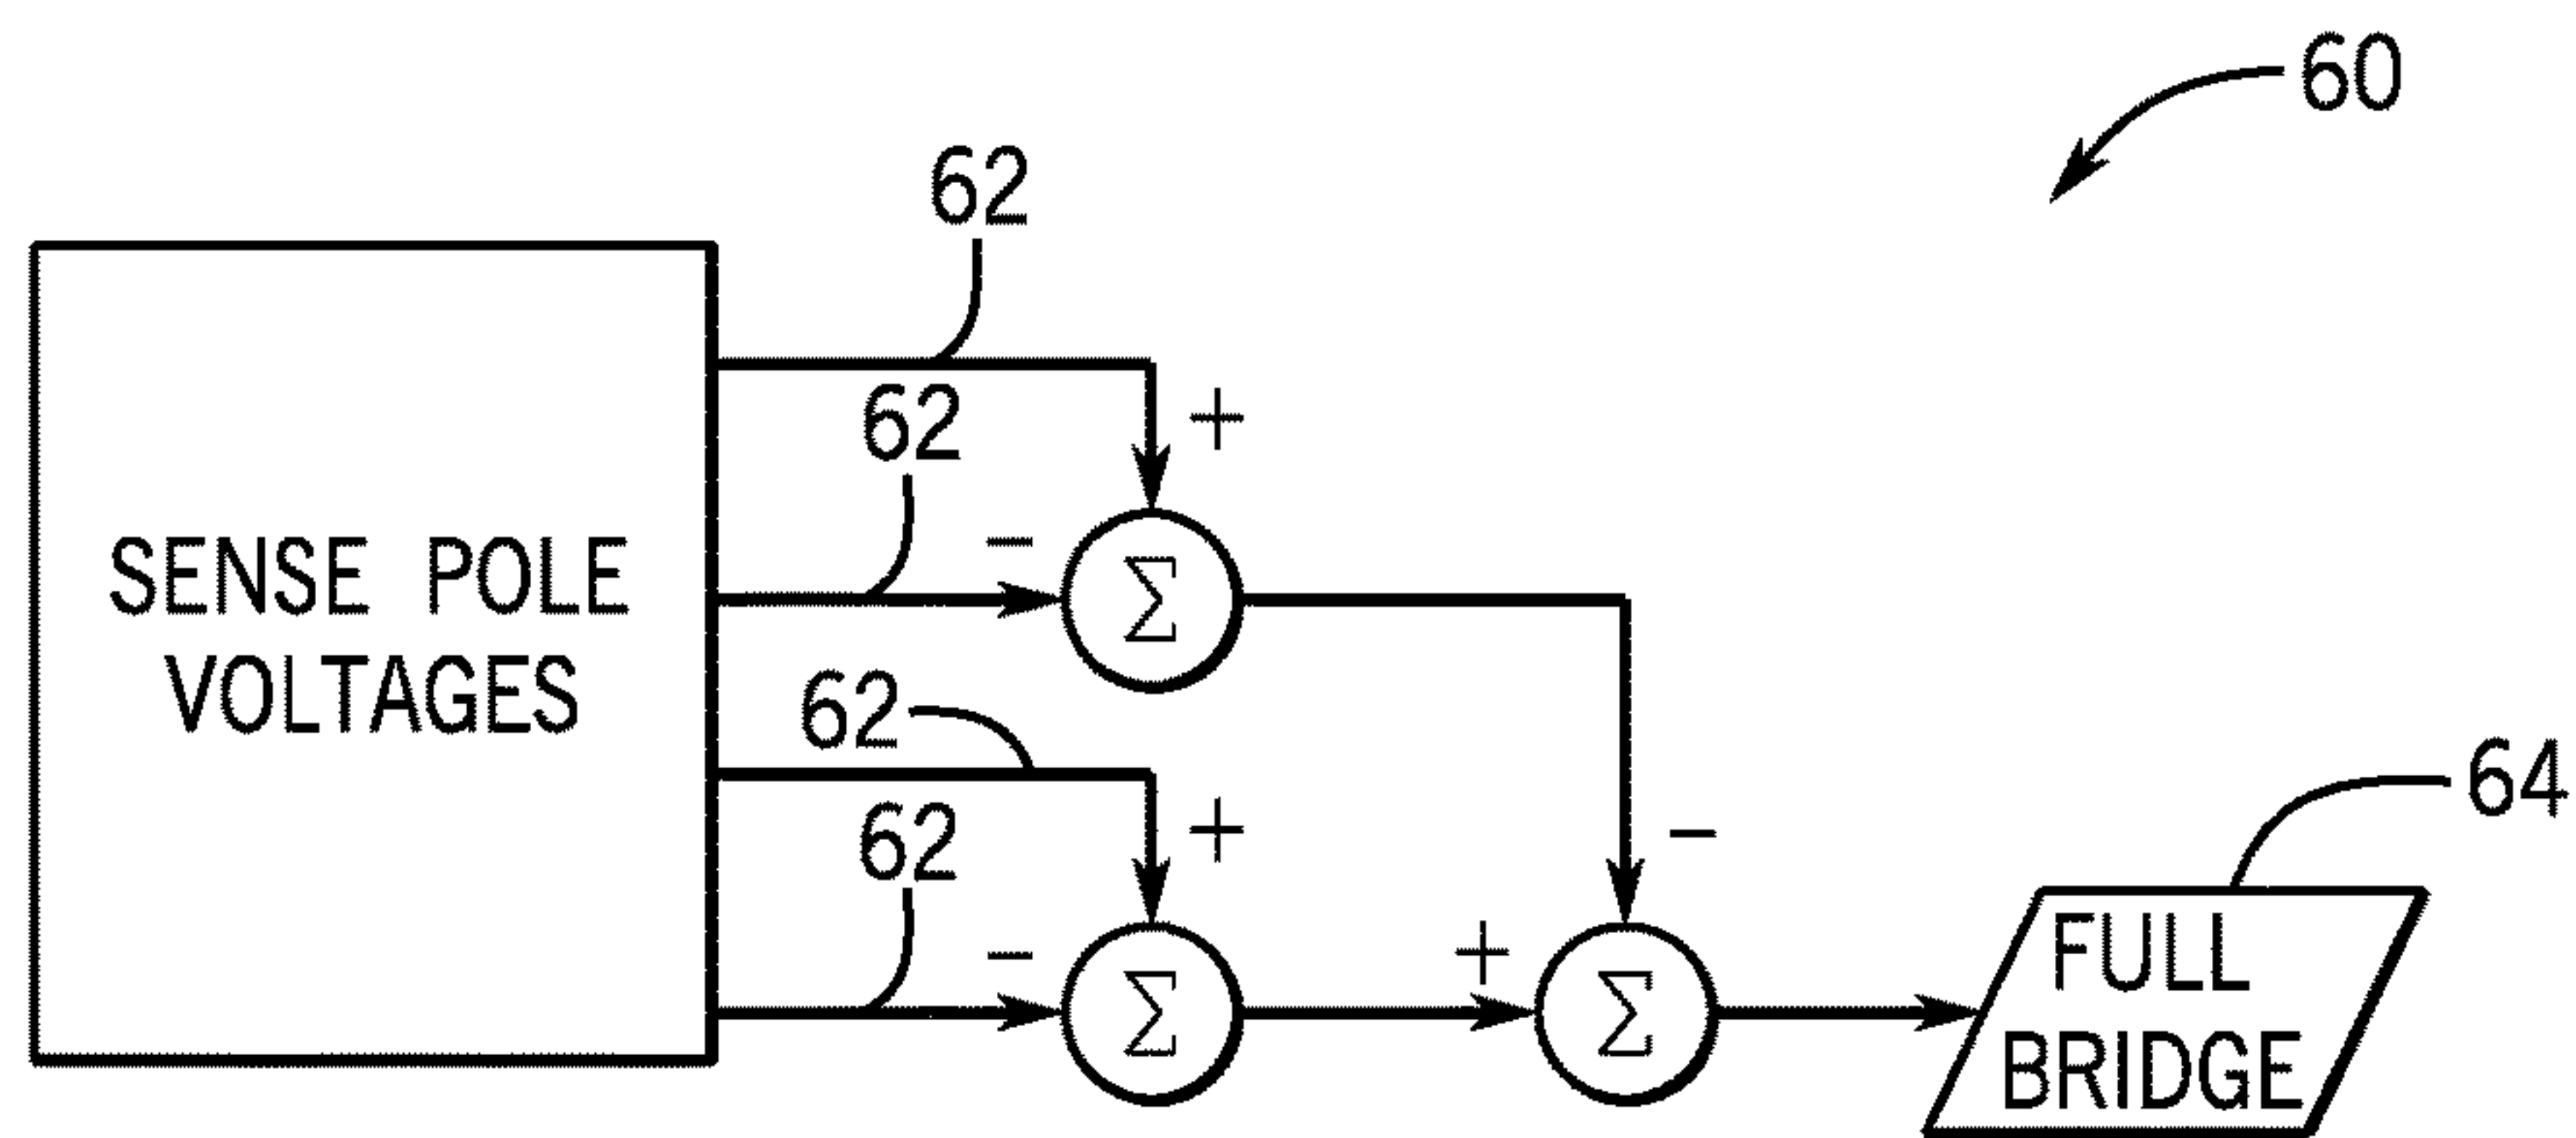 60
62
+
62
−
Σ
SENSE POLE
VOLTAGES
62
62
+
−
−
+
Σ
Σ
64
FULL
BRIDGE